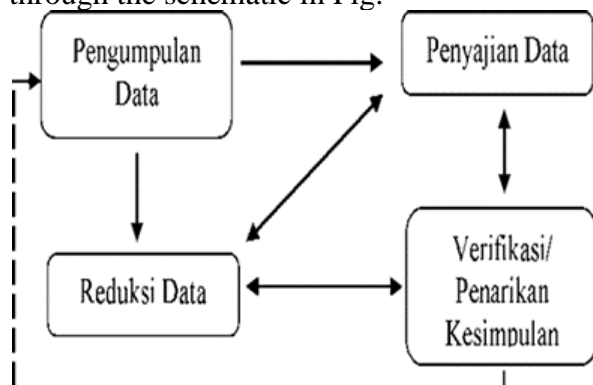 through the schematic in Fig.
Pengumpulan
Data
Penyajian Data
Reduksi Data
Verifikasi/
Penarikan
Kesimpulan